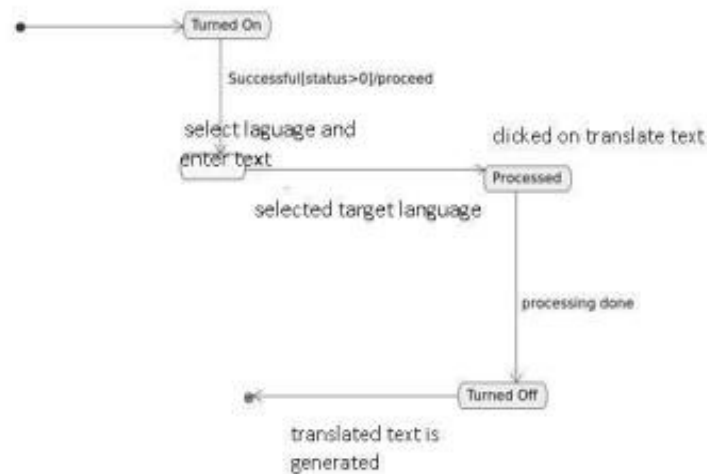 Turned On
Successful[status>0]/proceed
select laguage and
enter text
clicked on translate text
Processed
selected target language
processing done
Turned Off
translated text is
generated